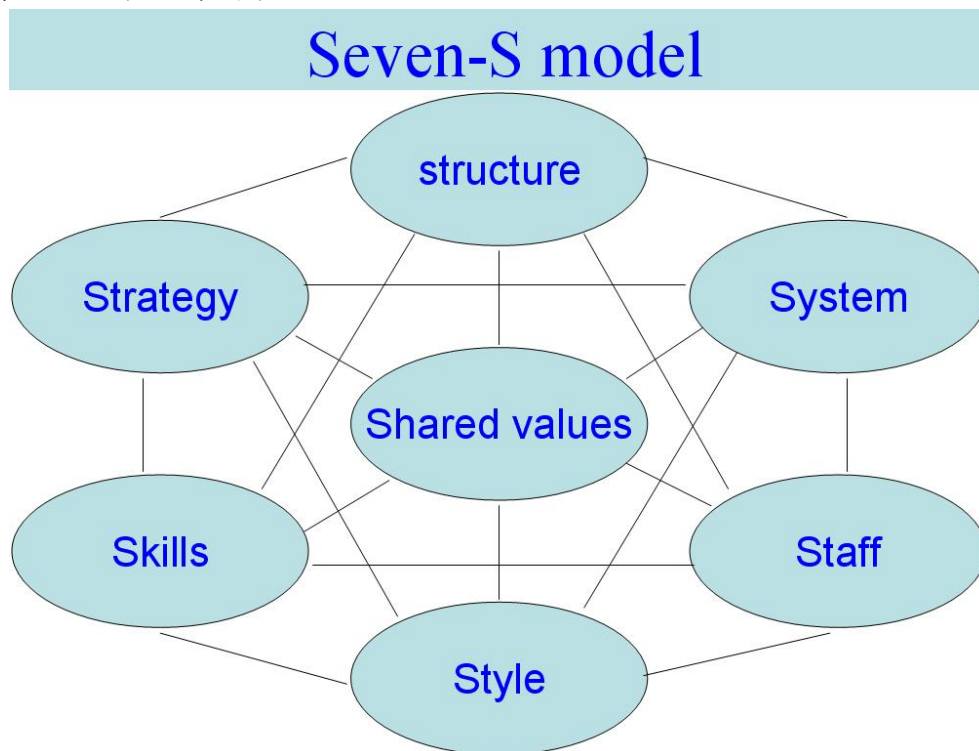 Seven-S model
structure
Strategy
System
Shared values
Skills
Staff
Style